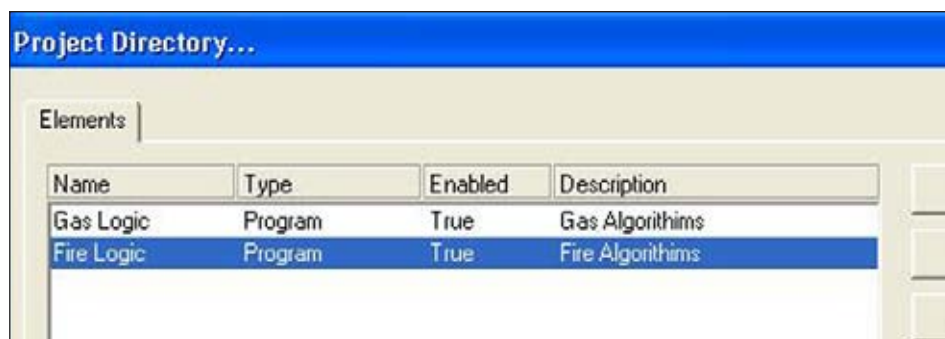 Project Directory...
Elements
Name Type Enabled Description
Gas Logic Program True Gas Algorithims
Fire Logic Program True Fire Algorithims